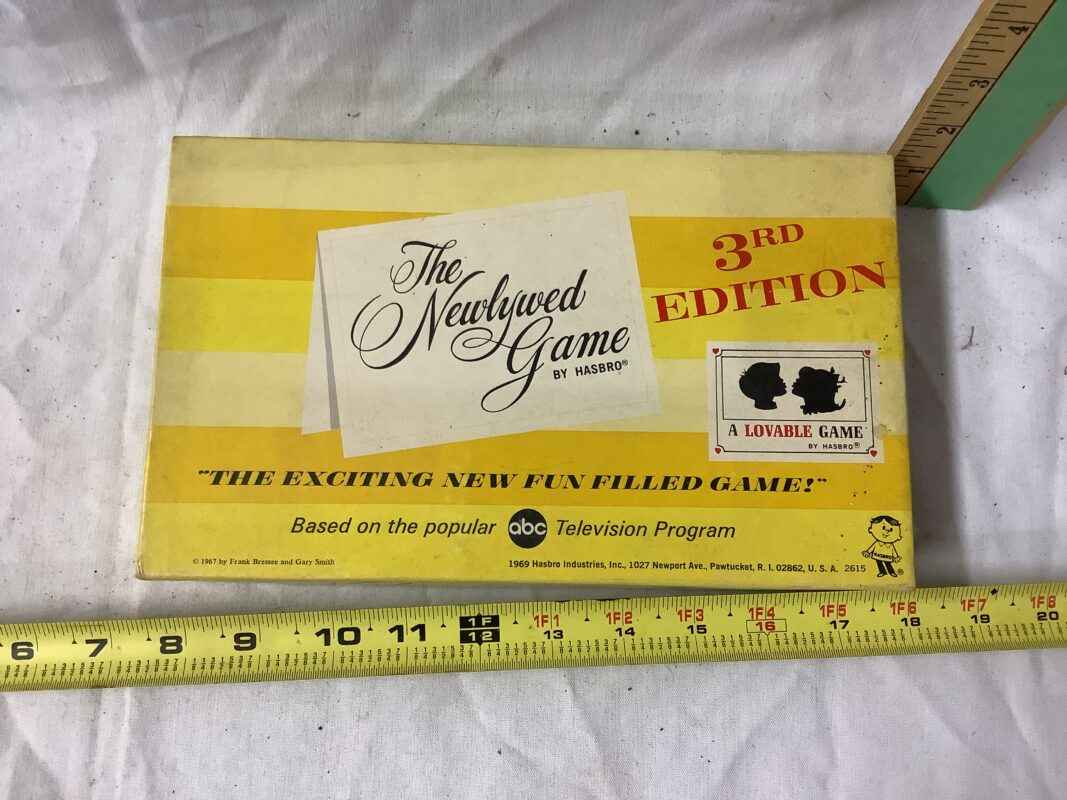 The
Newlywed
Game
BY HASBRO®
3RD
EDITION
A LOVABLE GAME
BY HASBRO®
"THE EXCITING NEW FUN FILLED GAME!"
Based on the popular abc Television Program
HASBRO
®
© 1967 by Frank Bresee and Gary Smith
1969 Hasbro Industries, Inc., 1027 Newport Ave., Pawtucket, R. I. 02862, U. S. A. 2615
1 2 3 4
1F 1F1 1F2 1F3 1F4 1F5 1F6 1F7 1F8
6 7 8 9 10 11 12 13 14 15 16 17 18 19 20